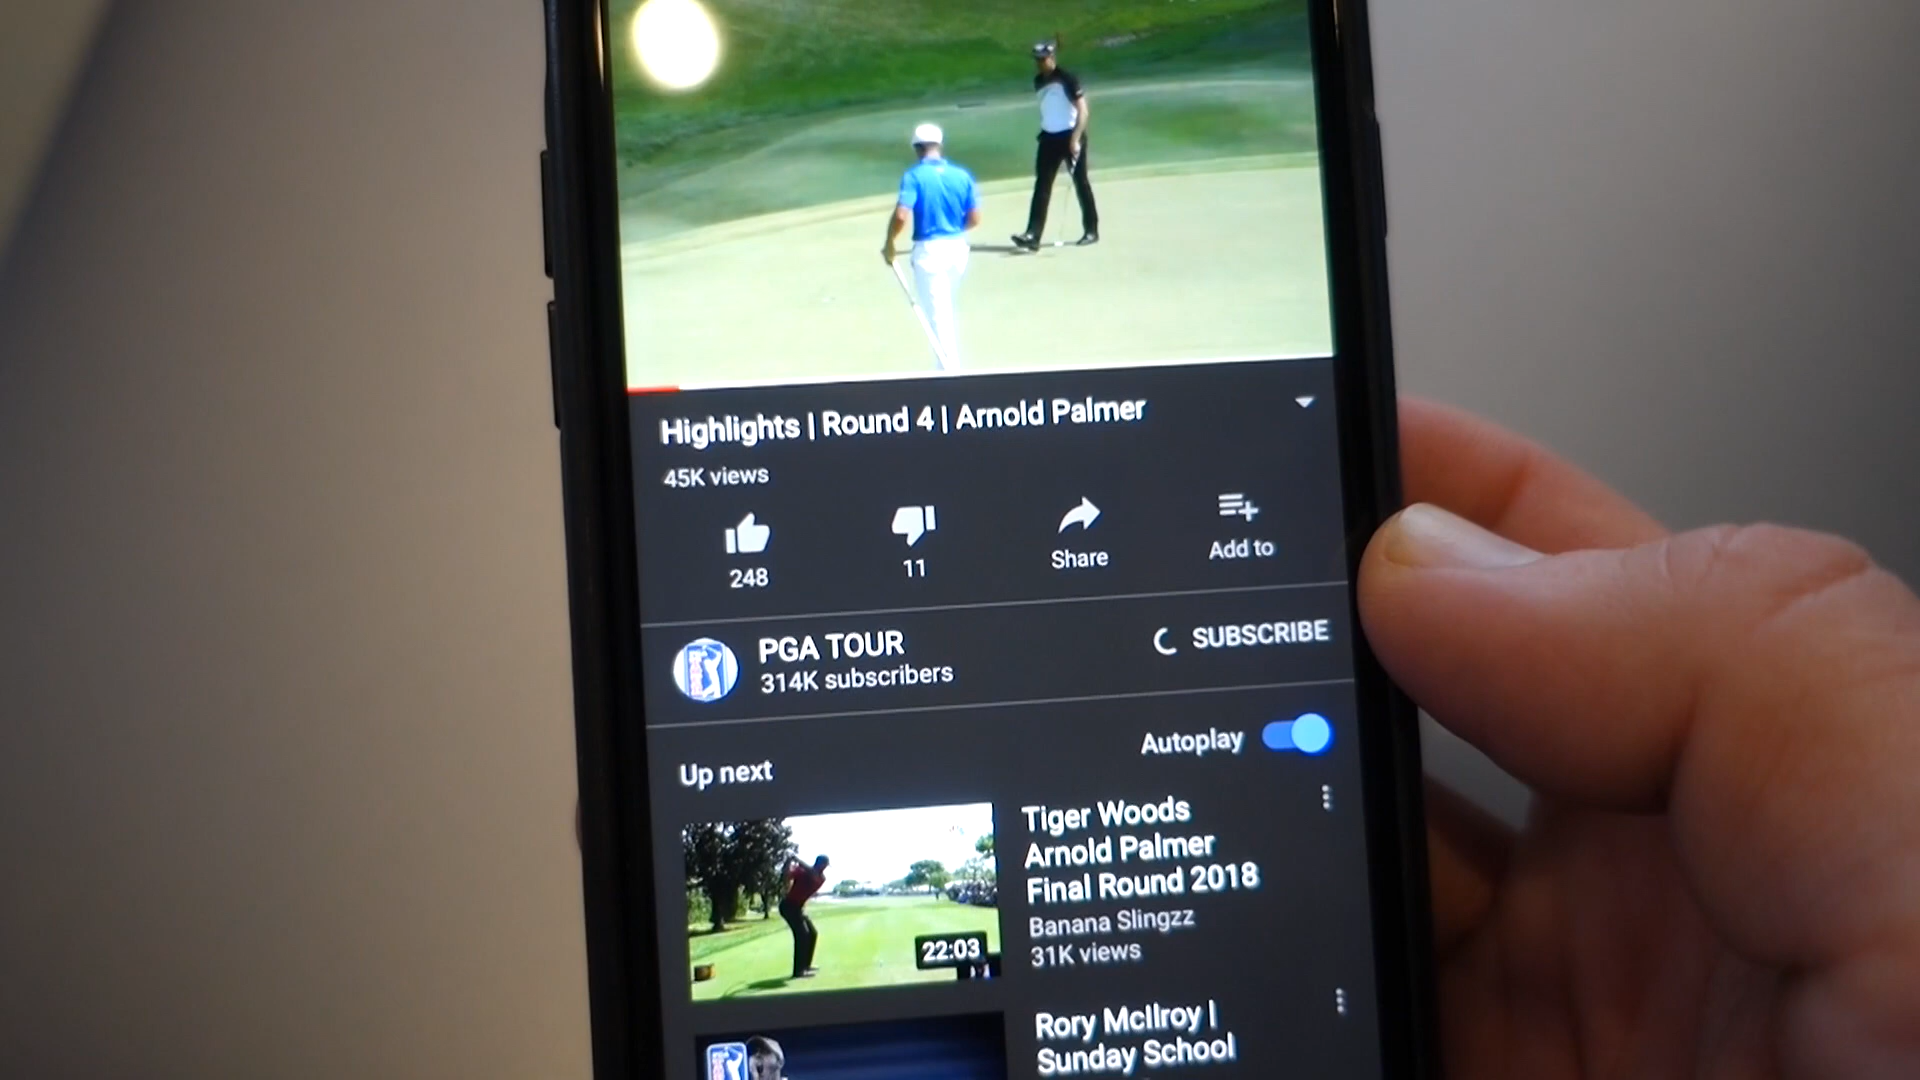 Highlights | Round 4 | Arnold Palmer
45K views
248
11
Share
Add to
PGA TOUR
314K subscribers
SUBSCRIBE
Autoplay
Up next
22:03
Tiger Woods
Arnold Palmer
Final Round 2018
Banana Slingzz
31K views
Rory McIlroy |
Sunday School